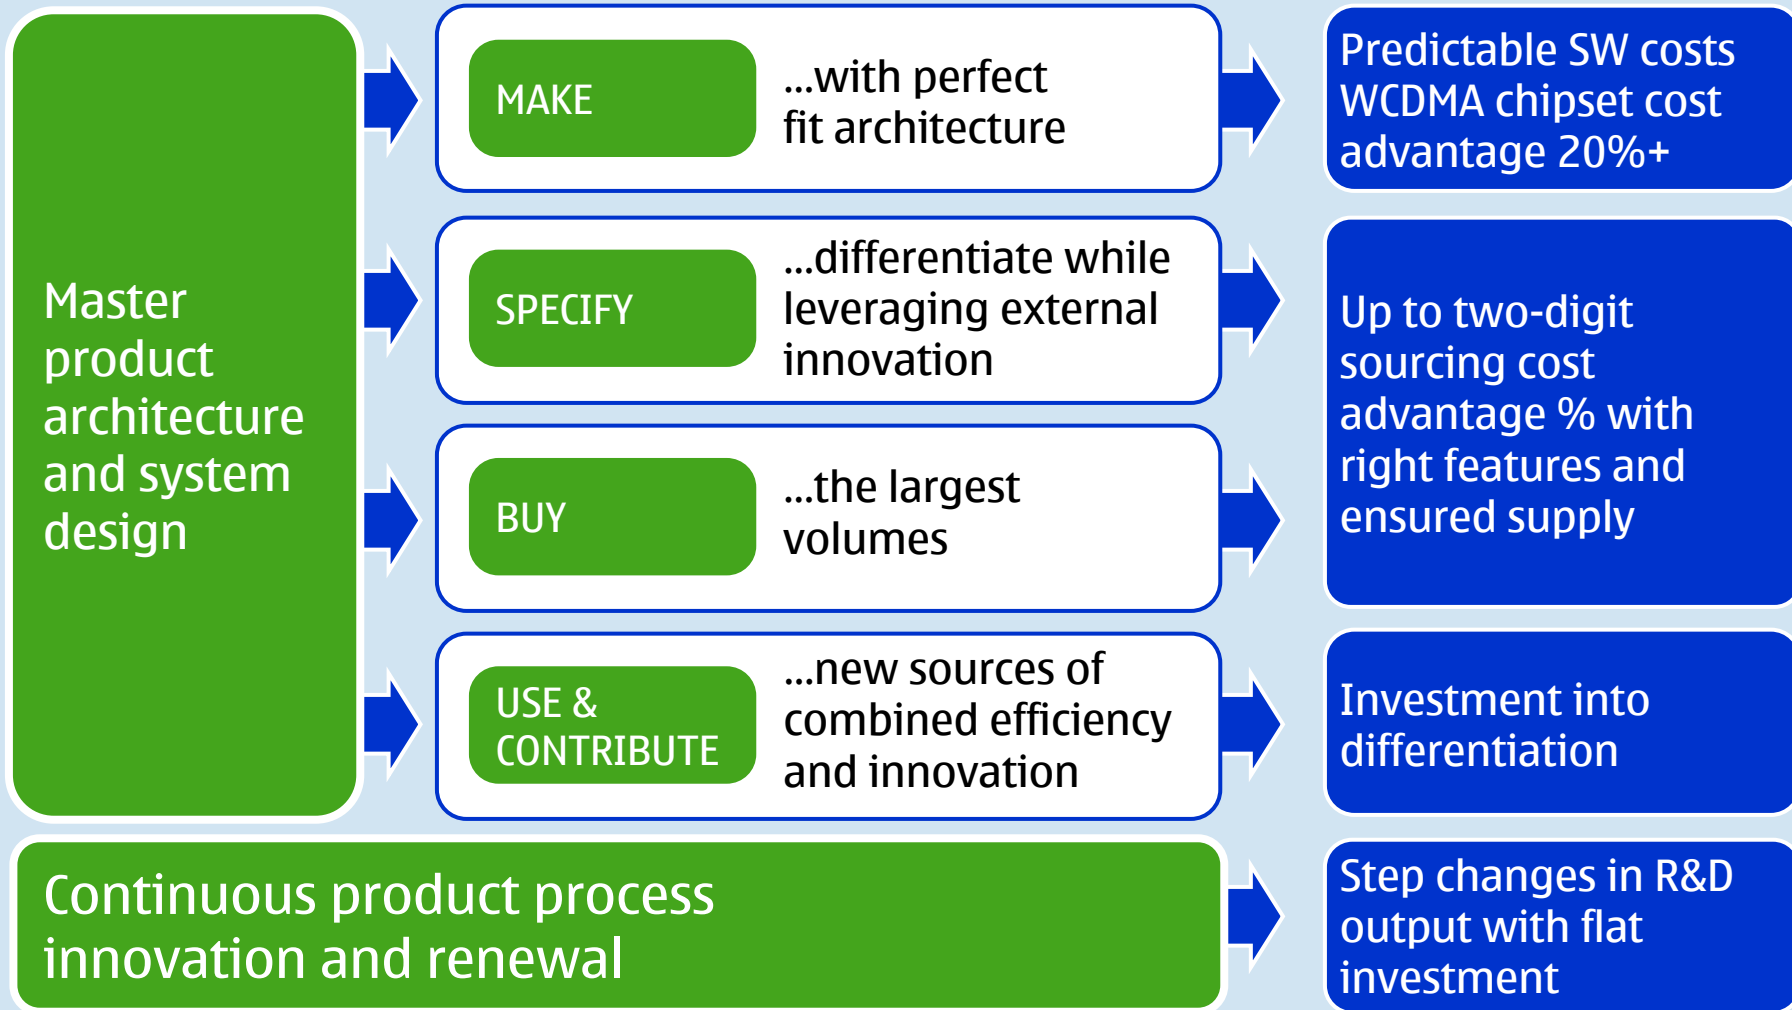 Master
product
architecture
and system
design
MAKE
...with perfect
fit architecture
Predictable SW costs
WCDMA chipset cost
advantage 20%+
SPECIFY
...differentiate while
leveraging external
innovation
BUY
...the largest
volumes
Up to two-digit
sourcing cost
advantage % with
right features and
ensured supply
USE &
CONTRIBUTE
...new sources of
combined efficiency
and innovation
Investment into
differentiation
Continuous product process
innovation and renewal
Step changes in R&D
output with flat
investment